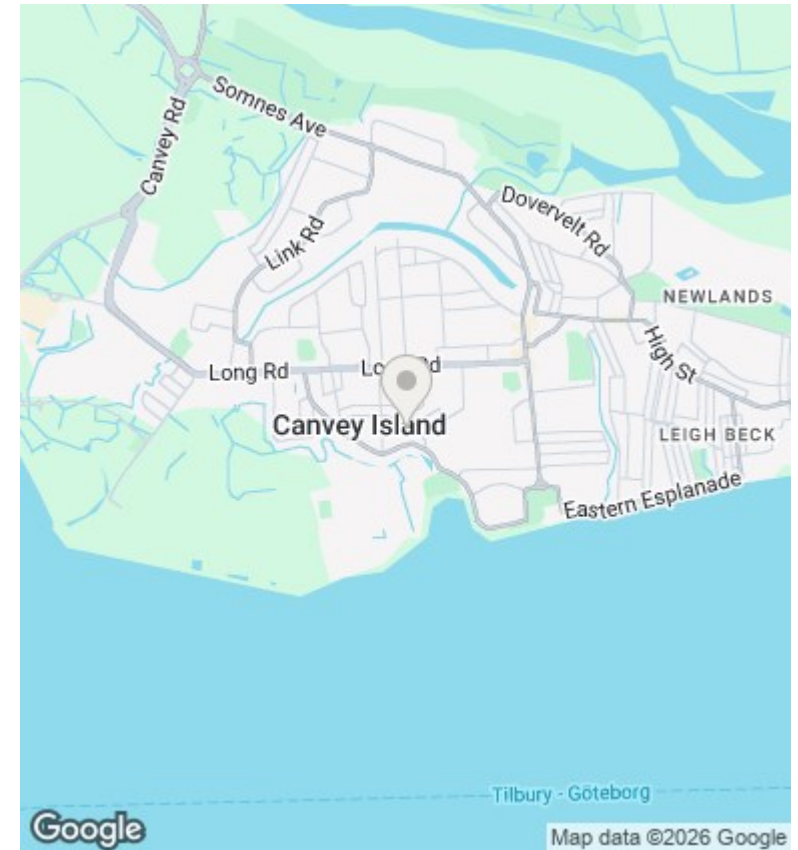 Somnes Ave
Canvey Rd
Dovervelt Rd
Link Rd
NEWLANDS
High St
Long Rd
Rd
Canvey Island
LEIGH BECK
Eastern Esplanade
Tilbury - Göteborg
Google
Map data ©2026 Google